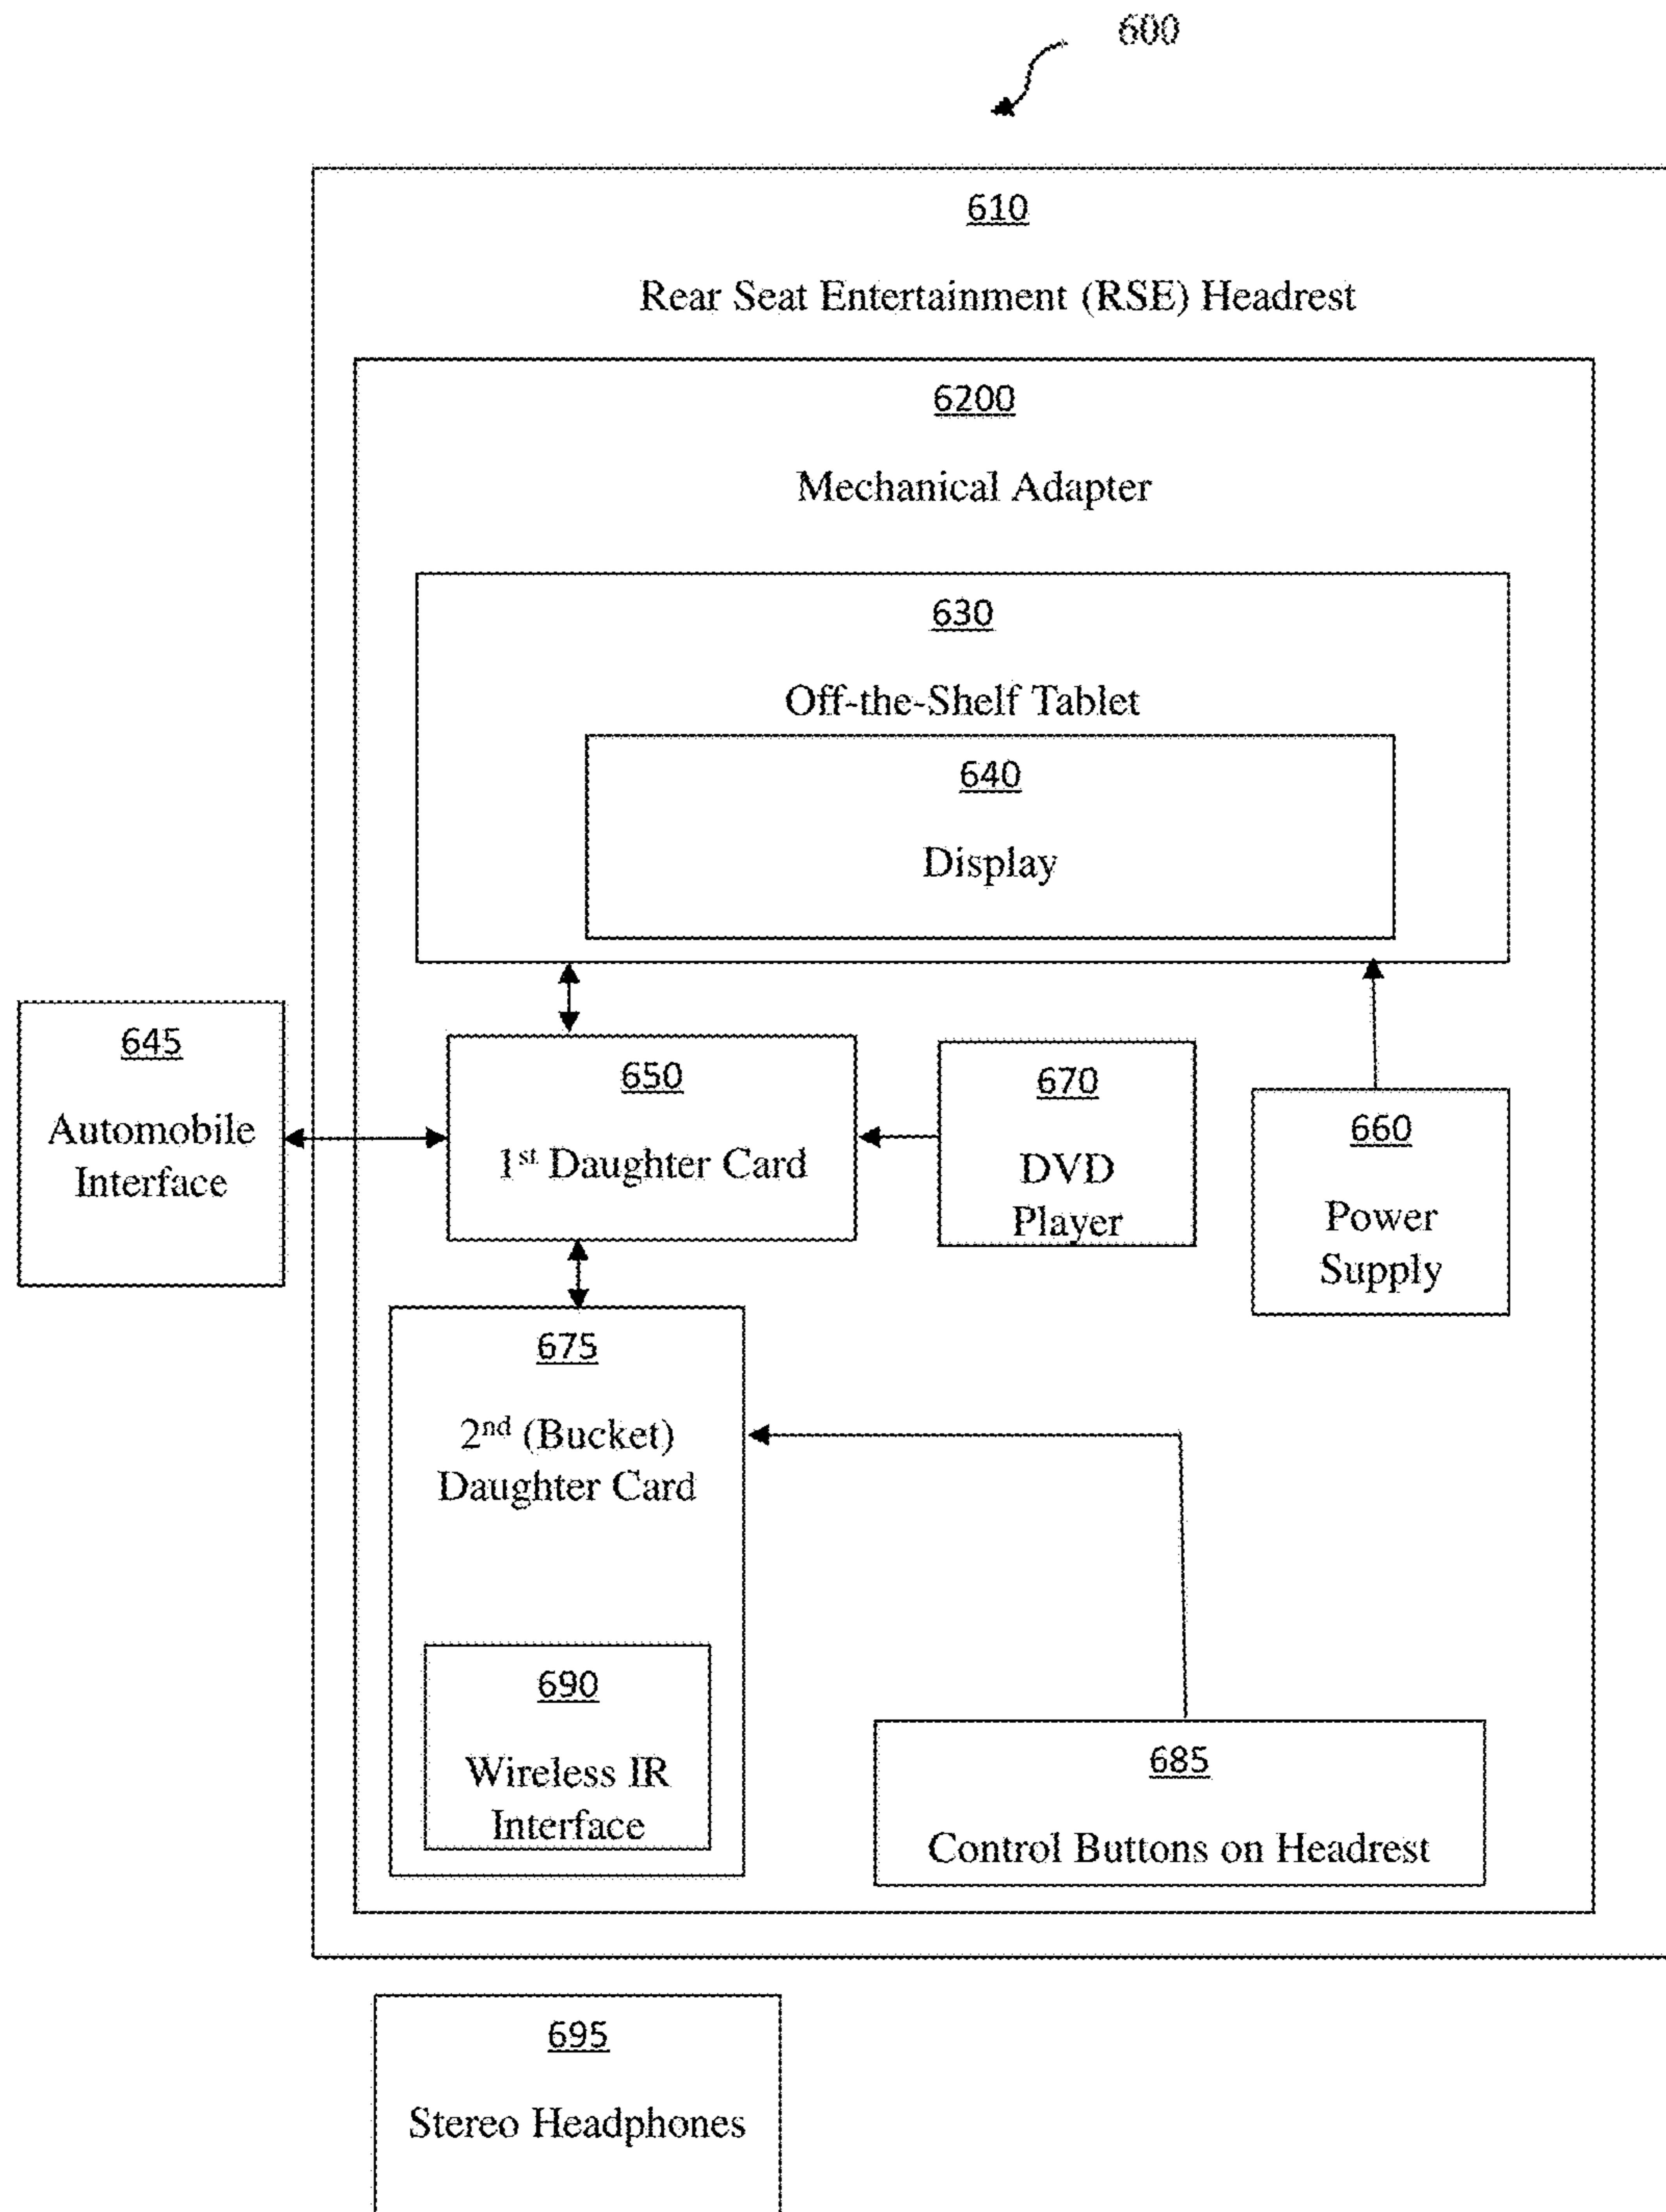 600
610
Rear Seat Entertainment (RSE) Headrest
6200
Mechanical Adapter
630
Off-the-Shelf Tablet
640
Display
645
Automobile
Interface
650
1st Daughter Card
670
DVD
Player
660
Power
Supply
675
2nd (Bucket)
Daughter Card
690
Wireless IR
Interface
685
Control Buttons on Headrest
695
Stereo Headphones